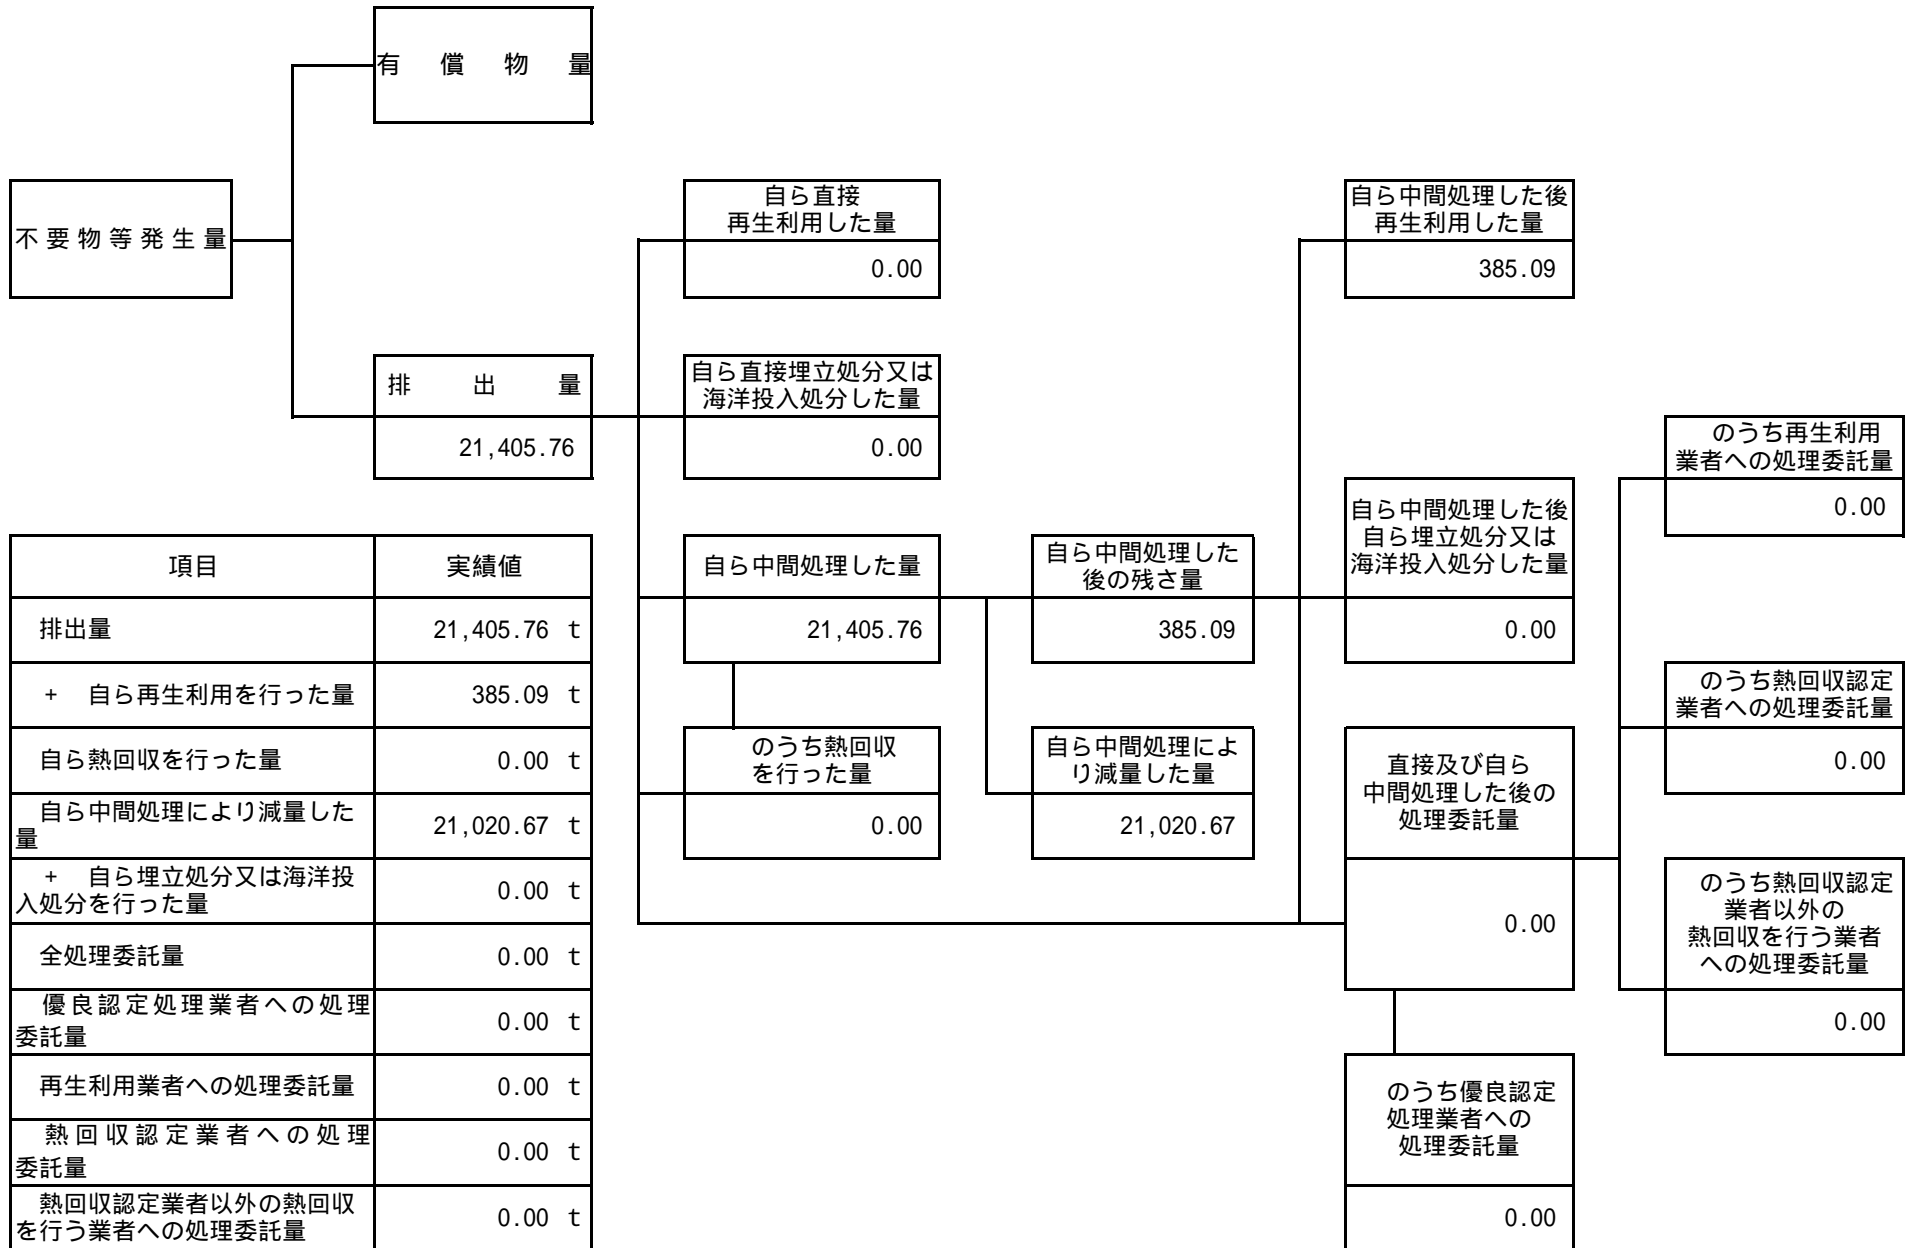 有償物量
不要物等発生量
自ら直接
再生利用した量
0.00
自ら中間処理した後
再生利用した量
385.09
排出量
21,405.76
自ら直接埋立処分又は
海洋投入処分した量
0.00
のうち再生利用
業者への処理委託量
0.00
自ら中間処理した後
自ら埋立処分又は
海洋投入処分した量
0.00
自ら中間処理した量
21,405.76
自ら中間処理した
後の残さ量
385.09
のうち熱回収
を行った量
0.00
自ら中間処理によ
り減量した量
21,020.67
直接及び自ら
中間処理した後の
処理委託量
0.00
のうち熱回収認定
業者への処理委託量
0.00
のうち熱回収認定
業者以外の
熱回収を行う業者
への処理委託量
0.00
のうち優良認定
処理業者への
処理委託量
0.00
項目 実績値
排出量 21,405.76 t
+ 自ら再生利用を行った量 385.09 t
自ら熱回収を行った量 0.00 t
自ら中間処理により減量した
量 21,020.67 t
+ 自ら埋立処分又は海洋投
入処分を行った量 0.00 t
全処理委託量 0.00 t
優良認定処理業者への処理
委託量 0.00 t
再生利用業者への処理委託量 0.00 t
熱回収認定業者への処理
委託量 0.00 t
熱回収認定業者以外の熱回収
を行う業者への処理委託量 0.00 t